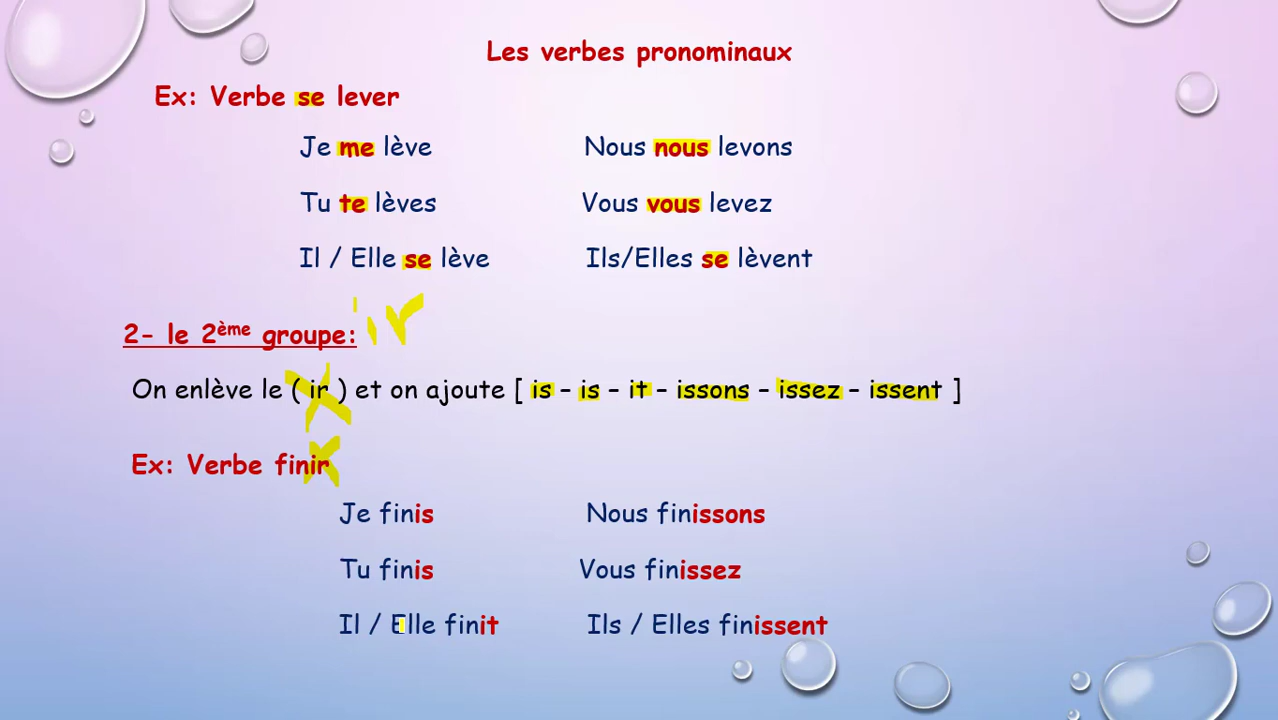 Les verbes pronominaux
Ex: Verbe se lever
Je me lève Nous nous levons
Tu te lèves Vous vous levez
Il / Elle se lève Ils/Elles se lèvent
2- le 2ème groupe: ir
On enlève le ( ir ) et on ajoute [ is – is – it – issons – issez – issent ]
Ex: Verbe finir
Je finis Nous finissons
Tu finis Vous finissez
Il / Elle finit Ils / Elles finissent